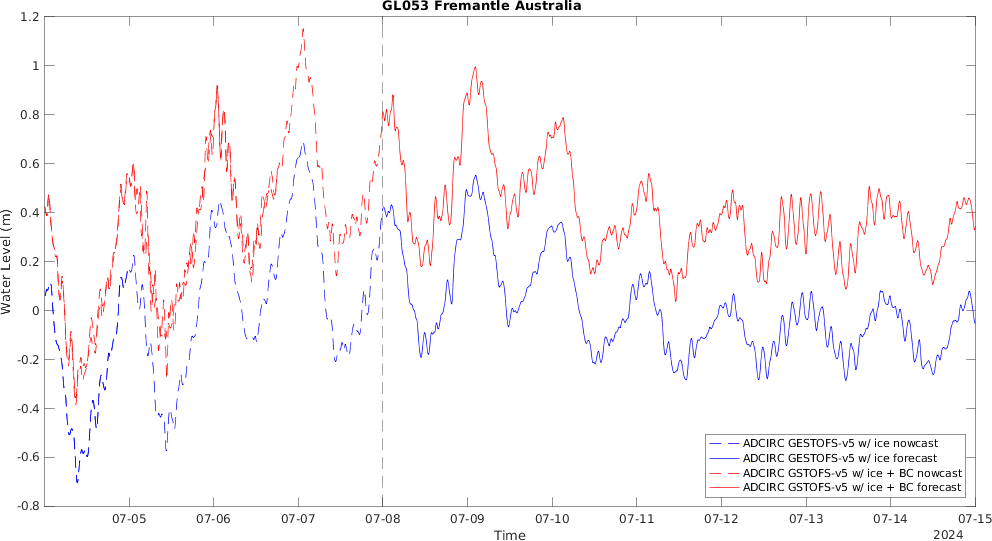 GL053 Fremantle Australia
1.2
1
0.8
0.6
0.4
0.2
0
-0.2
-0.4
-0.6
-0.8
Water Level (m)
07-05 07-06 07-07 07-08 07-09 07-10 07-11 07-12 07-13 07-14 07-15
Time
2024
ADCIRC GESTOFS-v5 w/ ice nowcast
ADCIRC GESTOFS-v5 w/ ice forecast
ADCIRC GSTOFS-v5 w/ ice + BC nowcast
ADCIRC GSTOFS-v5 w/ ice + BC forecast